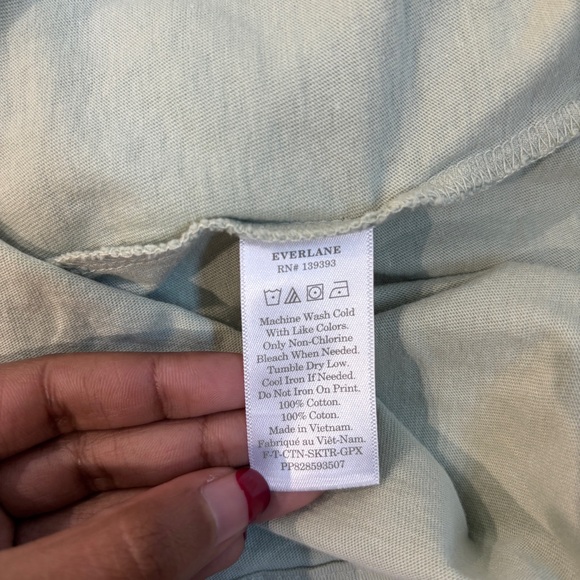 EVERLANE
RN# 139393
Machine Wash Cold
With Like Colors.
Only Non-Chlorine
Bleach When Needed.
Tumble Dry Low.
Cool Iron If Needed.
Do Not Iron On Print.
100% Cotton.
100% Coton.
Made in Vietnam.
Fabriqué au Viêt-Nam.
F-T-CTN-SKTR-GPX
PP828593507